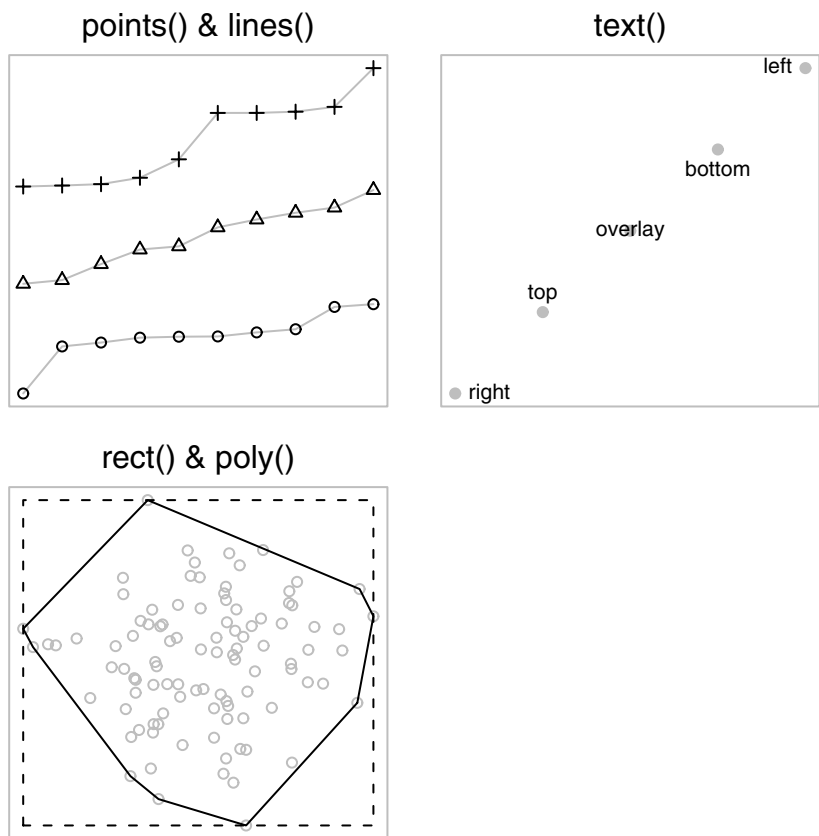 points() & lines()
text()
left
bottom
overlay
top
right
rect() & poly()